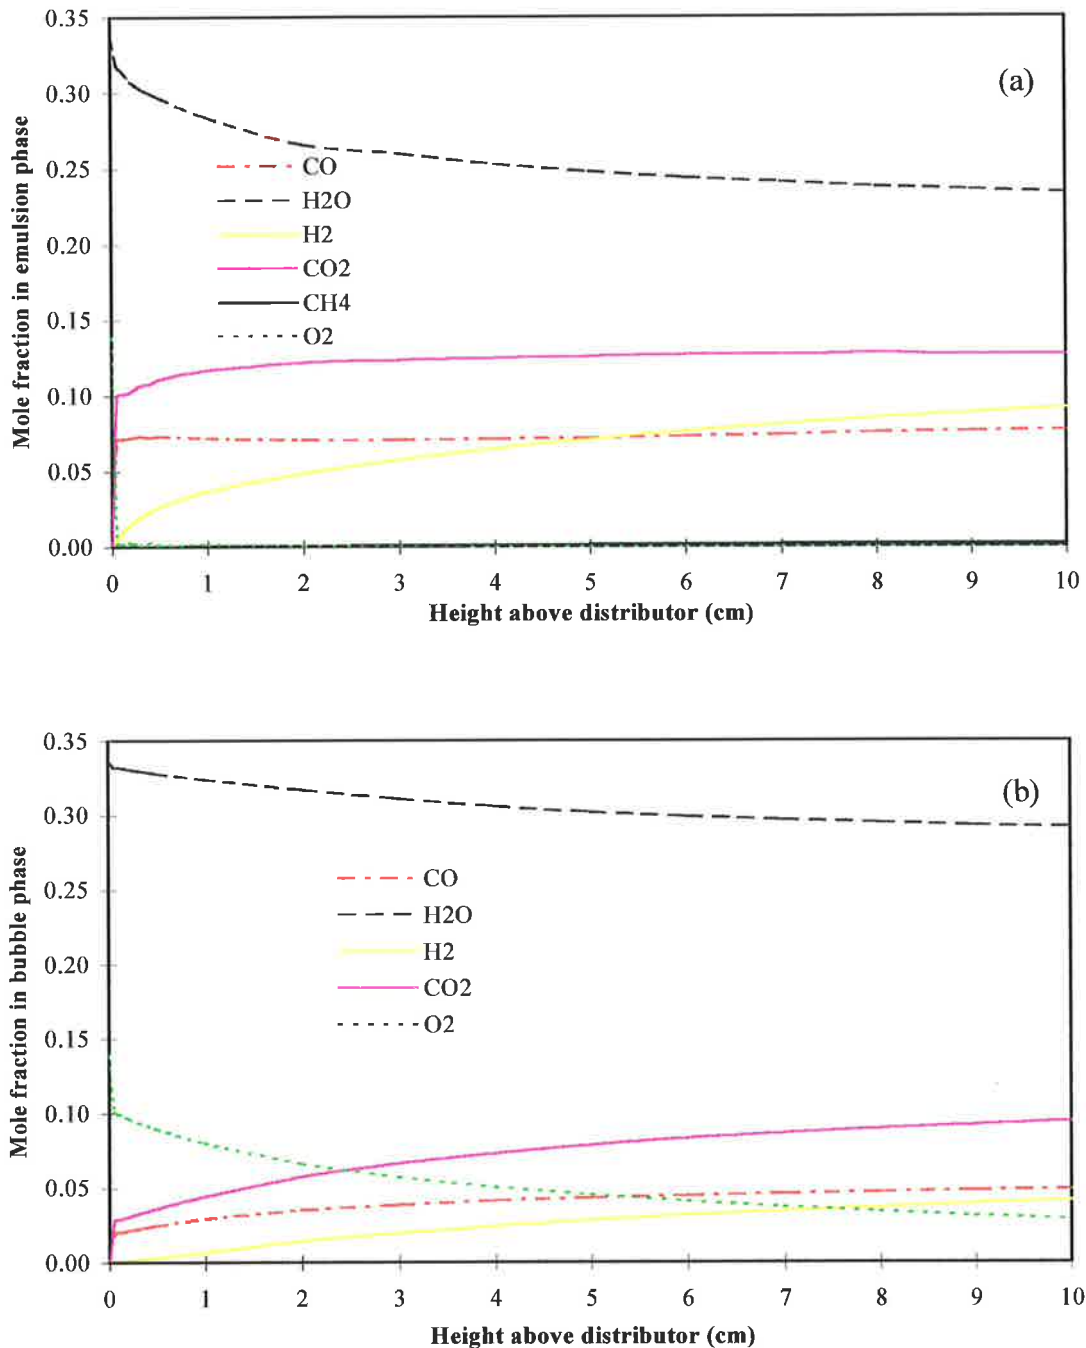 0.35
(a)
0.30
0.25
CO
H2O
0.20
H2
CO2
0.15
CH4
O2
0.10
0.05
0.00
0 1 2 3 4 5 6 7 8 9 10
Mole fraction in emulsion phase
Height above distributor (cm)
0.35
(b)
0.30
0.25
CO
H2O
0.20
H2
CO2
0.15
O2
0.10
0.05
0.00
0 1 2 3 4 5 6 7 8 9 10
Mole fraction in bubble phase
Height above distributor (cm)